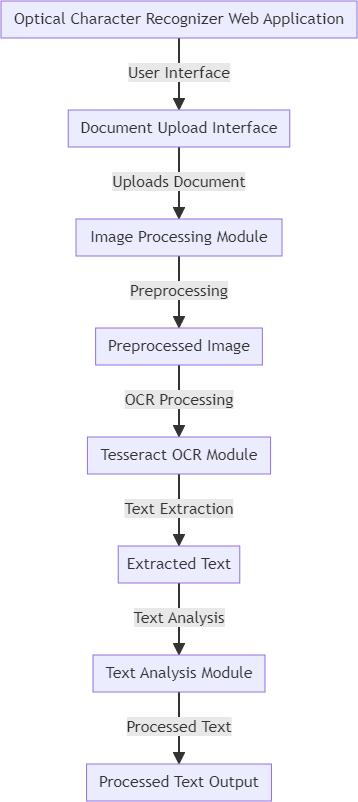 Optical Character Recognizer Web Application
User Interface
Document Upload Interface
Uploads Document
Image Processing Module
Preprocessing
Preprocessed Image
OCR Processing
Tesseract OCR Module
Text Extraction
Extracted Text
Text Analysis
Text Analysis Module
Processed Text
Processed Text Output